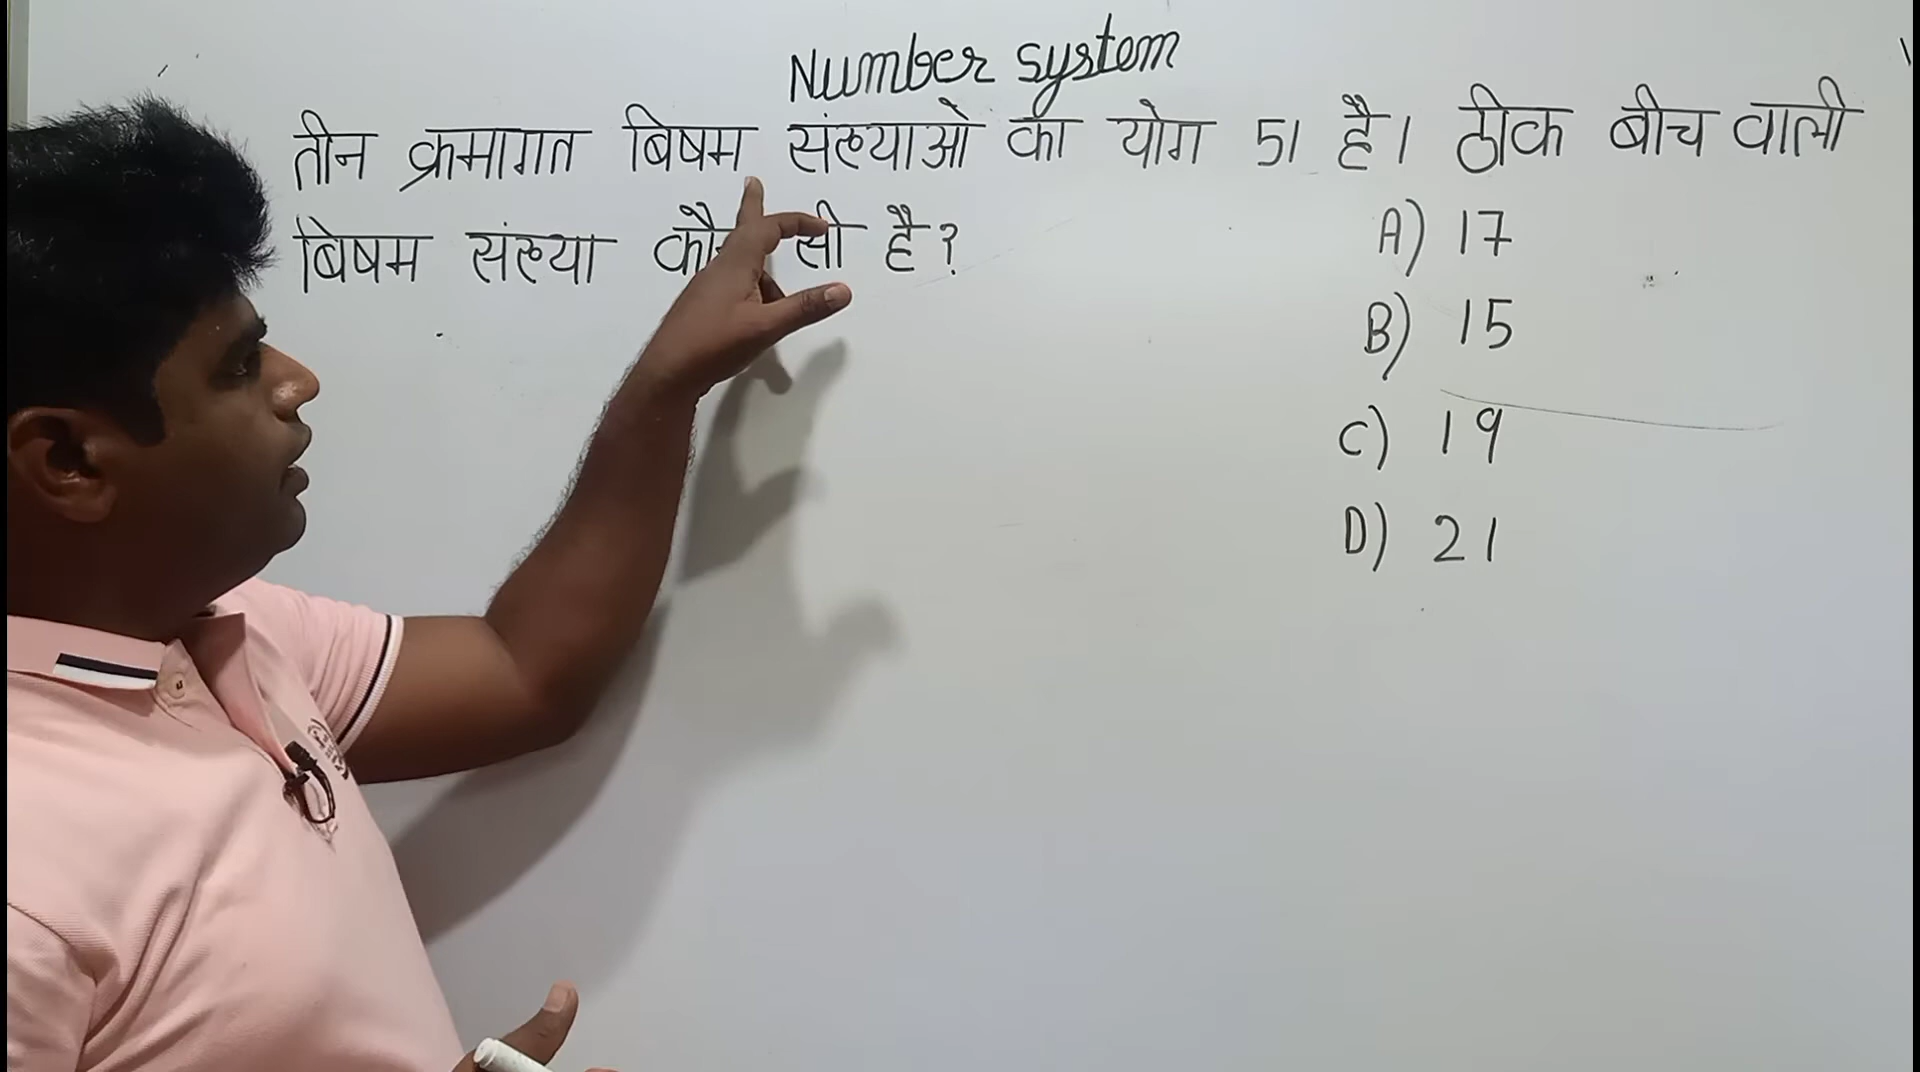 Number system
तीन क्रमागत बिषम संख्याओ का योग 51 है। ठीक बीच वाली
बिषम संख्या सी है?
A) 17
B) 15
C) 19
D) 21